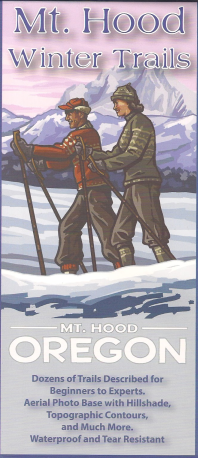 Mt. Hood
Winter Trails
MT. HOOD
OREGON
Dozens of Trails Described for
Beginners to Experts.
Aerial Photo Base with Hillshade,
Topographic Contours,
and Much More.
Waterproof and Tear Resistant